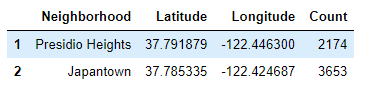 Neighborhood Latitude Longitude Count
1 Presidio Heights 37.791879 -122.446300 2174
2 Japantown 37.785335 -122.424687 3653